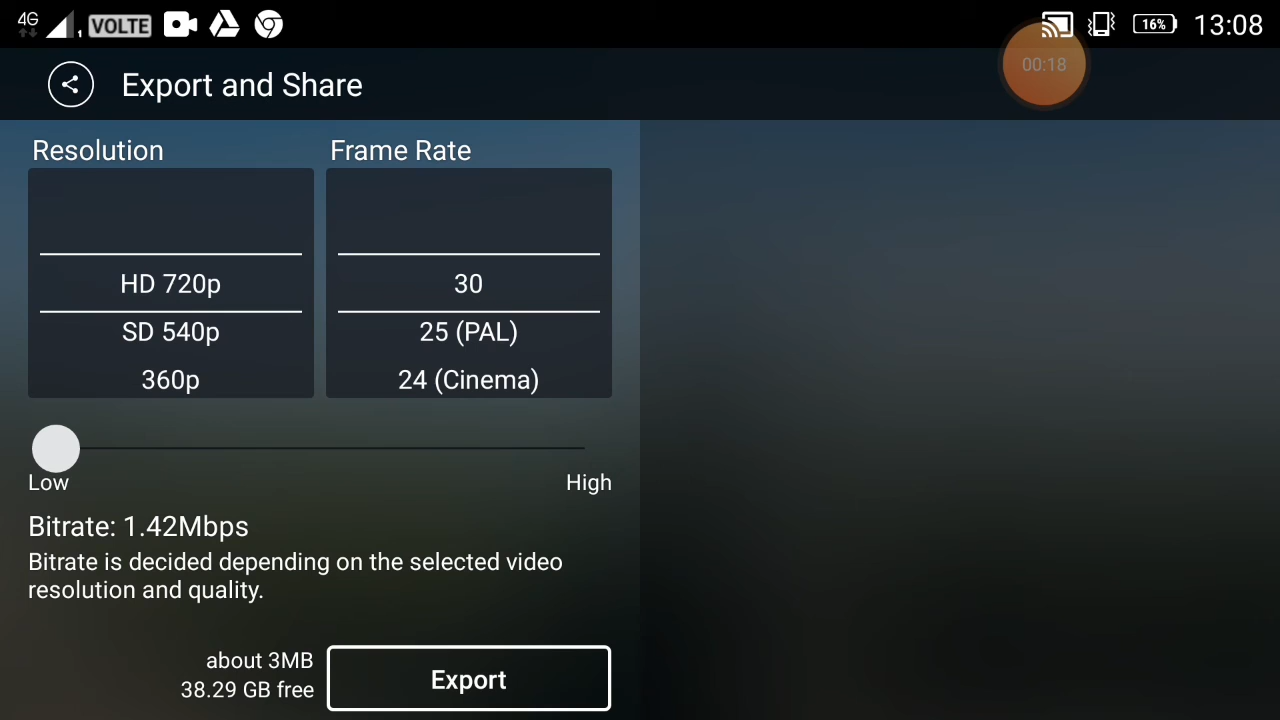 4G VOLTE 16% 13:08
00:18
Export and Share
Resolution
Frame Rate
HD 720p
SD 540p
360p
30
25 (PAL)
24 (Cinema)
Low
High
Bitrate: 1.42Mbps
Bitrate is decided depending on the selected video
resolution and quality.
about 3MB
38.29 GB free
Export